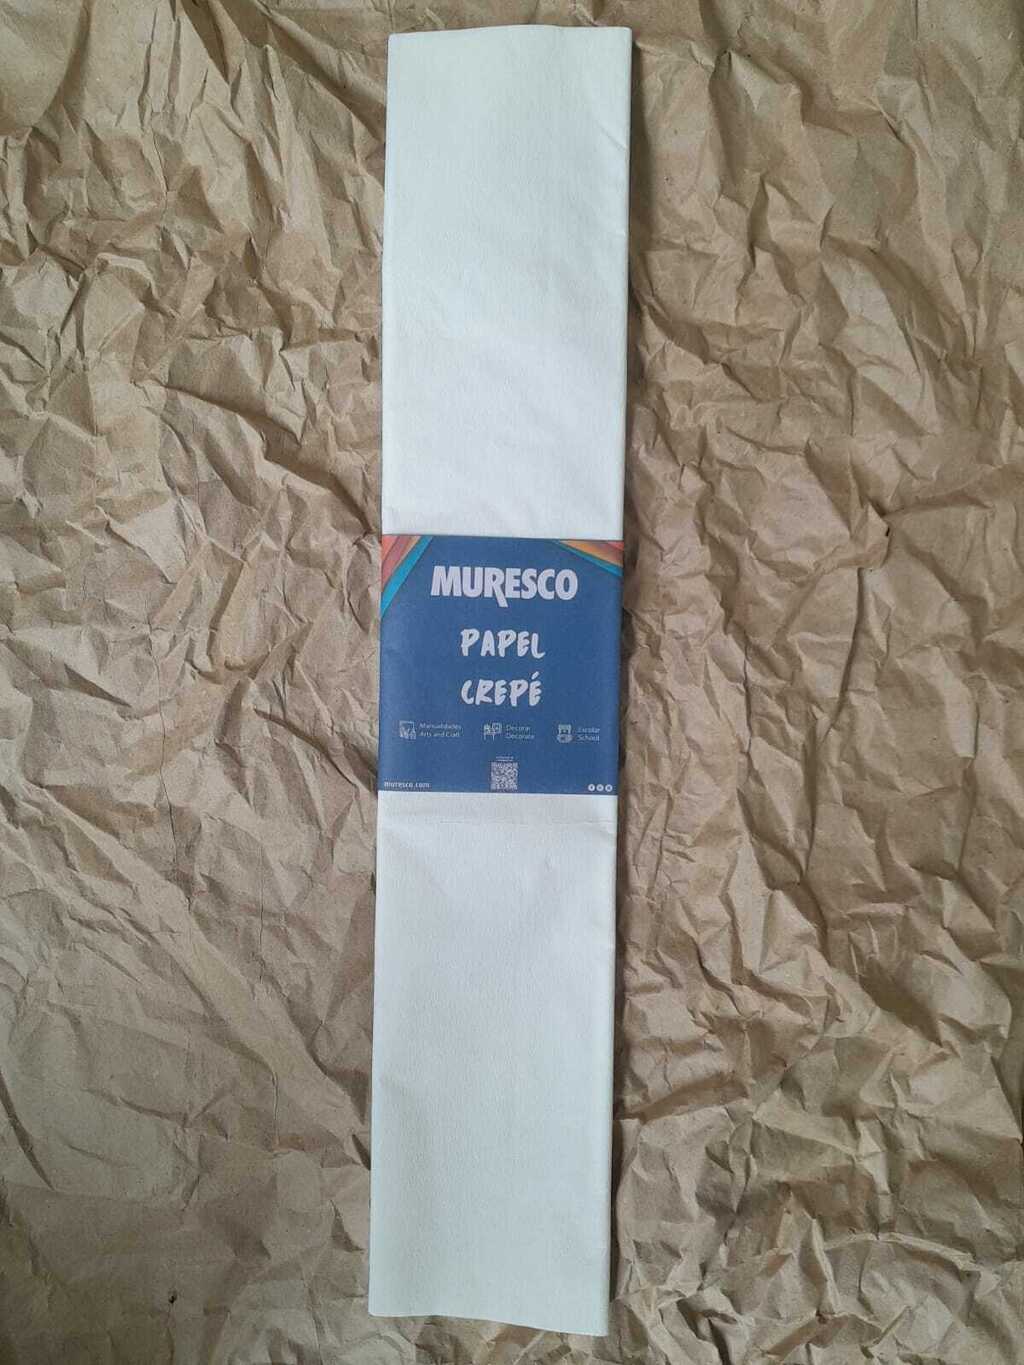 MURESCO
PAPEL
CREPÉ
Manualidades
Arts and Craft
Decorar
Decorate
Escolar
School
muresco.com